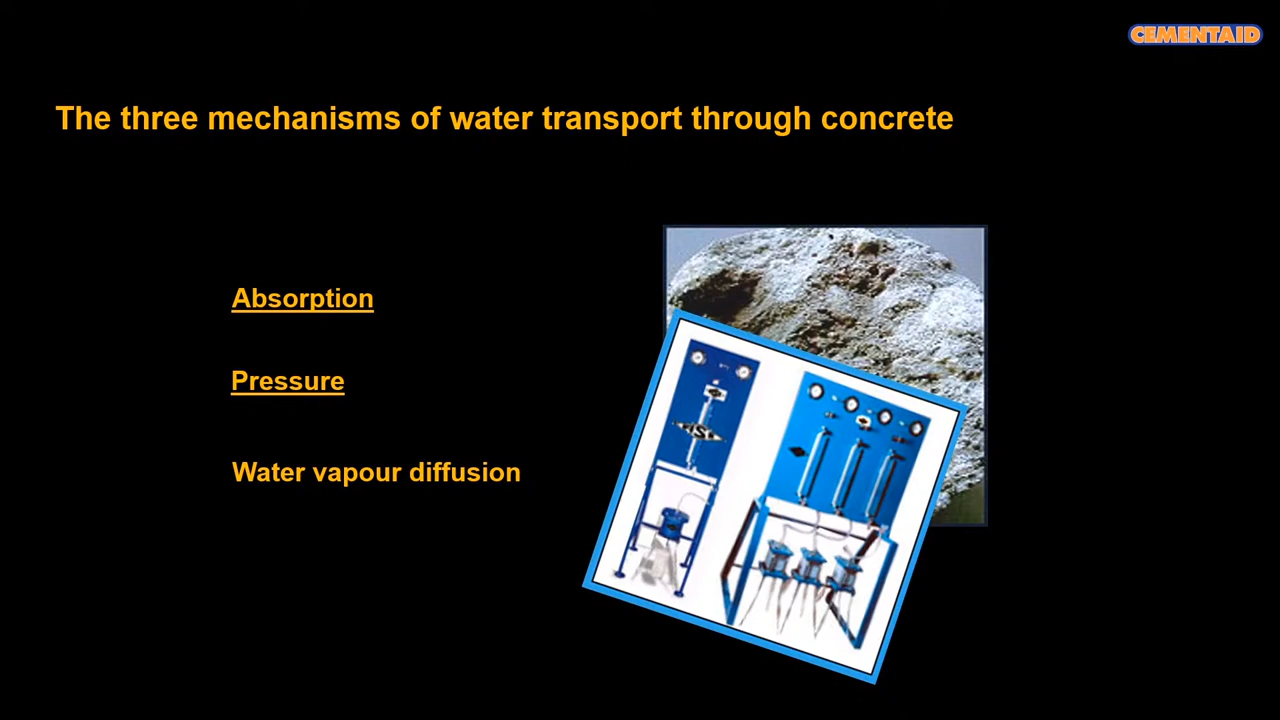 CEMENTAID
The three mechanisms of water transport through concrete
Absorption
Pressure
Water vapour diffusion